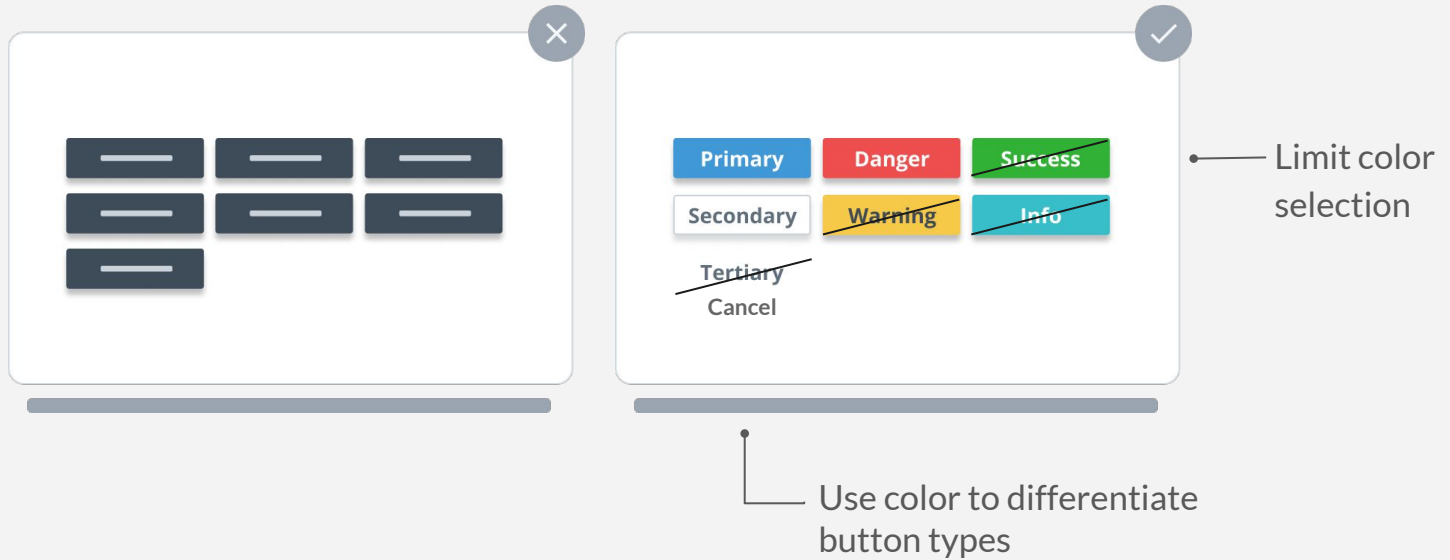 Primary
Danger
Success
Secondary
Warning
Info
Tertiary
Cancel
Limit color
selection
Use color to differentiate
button types